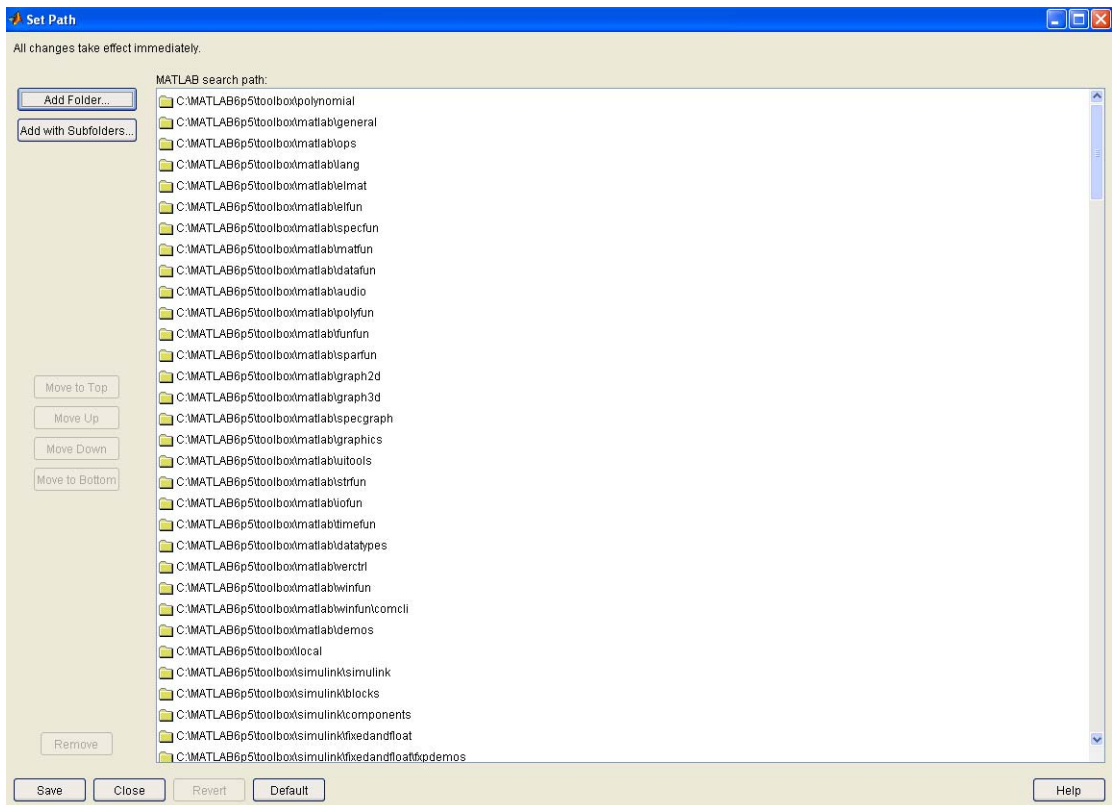 Set Path
All changes take effect immediately.
MATLAB search path:
Add Folder...
Add with Subfolders...
C:\MATLAB6p5\toolbox\polynomial
C:\MATLAB6p5\toolbox\matlab\general
C:\MATLAB6p5\toolbox\matlab\ops
C:\MATLAB6p5\toolbox\matlab\lang
C:\MATLAB6p5\toolbox\matlab\elmat
C:\MATLAB6p5\toolbox\matlab\elfun
C:\MATLAB6p5\toolbox\matlab\specfun
C:\MATLAB6p5\toolbox\matlab\matfun
C:\MATLAB6p5\toolbox\matlab\datafun
C:\MATLAB6p5\toolbox\matlab\audio
C:\MATLAB6p5\toolbox\matlab\polyfun
C:\MATLAB6p5\toolbox\matlab\funfun
C:\MATLAB6p5\toolbox\matlab\sparfun
C:\MATLAB6p5\toolbox\matlab\graph2d
C:\MATLAB6p5\toolbox\matlab\graph3d
C:\MATLAB6p5\toolbox\matlab\specgraph
C:\MATLAB6p5\toolbox\matlab\graphics
C:\MATLAB6p5\toolbox\matlab\uitools
C:\MATLAB6p5\toolbox\matlab\strfun
C:\MATLAB6p5\toolbox\matlab\iofun
C:\MATLAB6p5\toolbox\matlab\timefun
C:\MATLAB6p5\toolbox\matlab\datatypes
C:\MATLAB6p5\toolbox\matlab\verctrl
C:\MATLAB6p5\toolbox\matlab\winfun
C:\MATLAB6p5\toolbox\matlab\winfun\comcli
C:\MATLAB6p5\toolbox\matlab\demos
C:\MATLAB6p5\toolbox\local
C:\MATLAB6p5\toolbox\simulink\simulink
C:\MATLAB6p5\toolbox\simulink\blocks
C:\MATLAB6p5\toolbox\simulink\components
C:\MATLAB6p5\toolbox\simulink\fixedandfloat
C:\MATLAB6p5\toolbox\simulink\fixedandfloat\fxpdemos
Move to Top
Move Up
Move Down
Move to Bottom
Remove
Save
Close
Revert
Default
Help